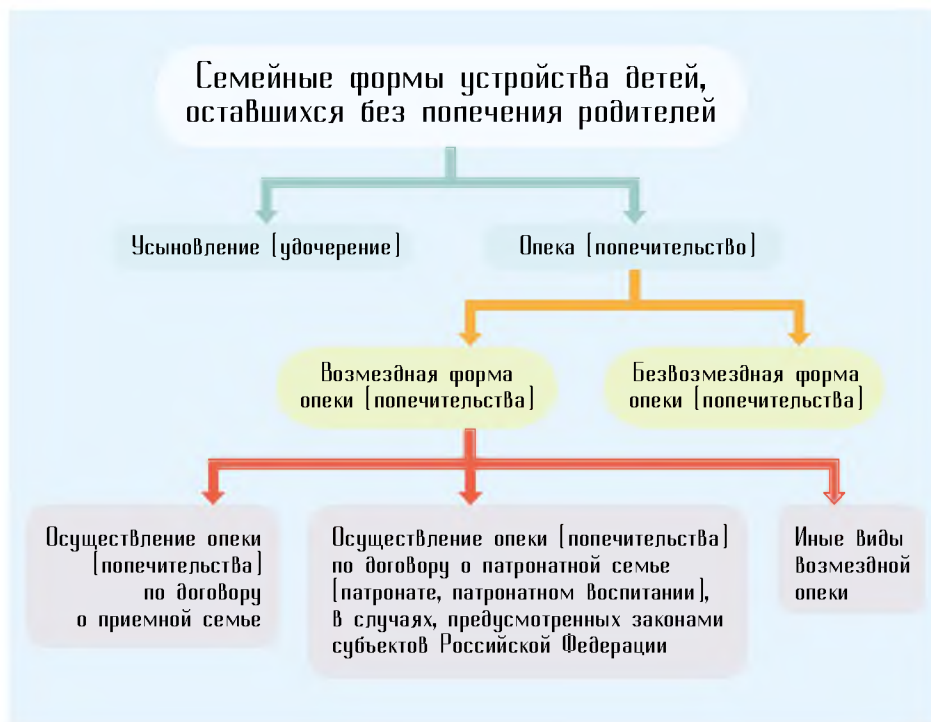 Семейные формы устройства детей,
оставшихся без попечения родителей
Усыновление [удочерение]
Опека [попечительство]
Возмездная форма
опеки [попечительства]
Безвозмездная форма
опеки [попечительства]
Осуществление опеки
[попечительства]
по договору
о приемной семье
Осуществление опеки [попечительства]
по договору о патронатной семье
[патронате, патронатном воспитании],
в случаях, предусмотренных законами
субъектов Российской Федерации
Иные виды
возмездной
опеки